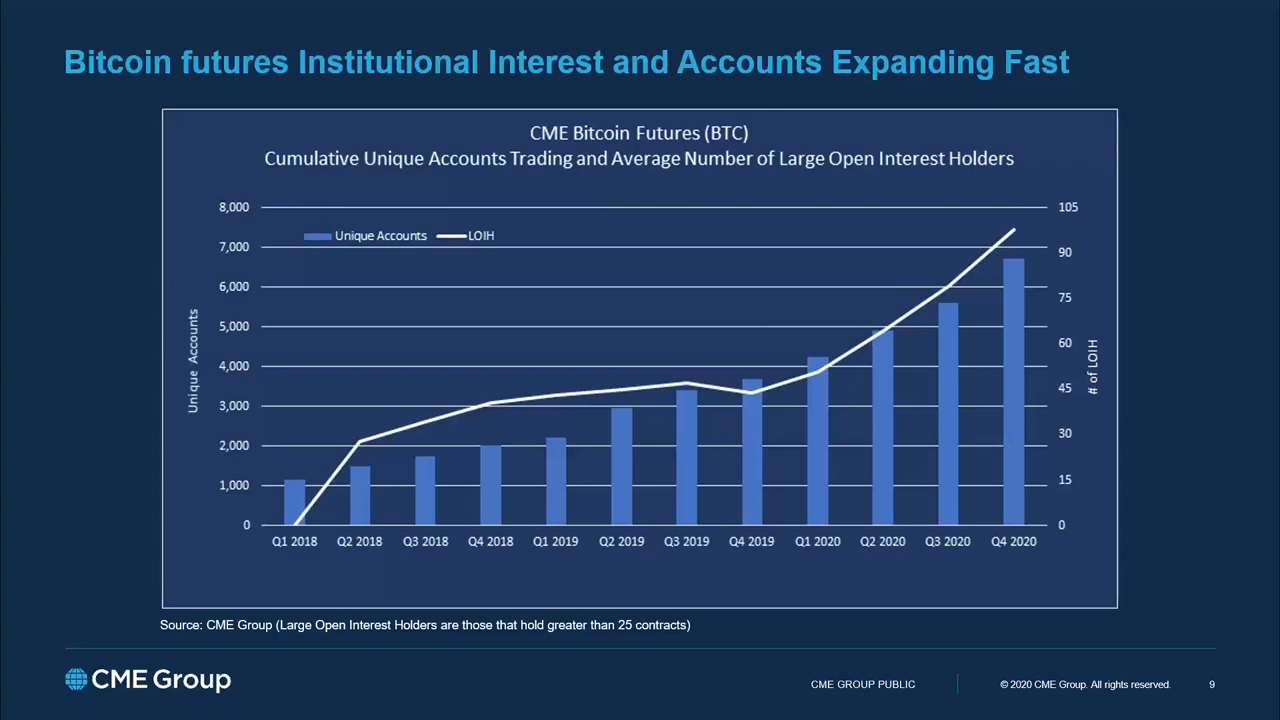 Bitcoin futures Institutional Interest and Accounts Expanding Fast
CME Bitcoin Futures (BTC)
Cumulative Unique Accounts Trading and Average Number of Large Open Interest Holders
8,000
7,000
6,000
5,000
4,000
3,000
2,000
1,000
0
Unique Accounts
Unique Accounts
LOIH
105
90
75
60
45
30
15
0
# of LOIH
Q1 2018
Q2 2018
Q3 2018
Q4 2018
Q1 2019
Q2 2019
Q3 2019
Q4 2019
Q1 2020
Q2 2020
Q3 2020
Q4 2020
Source: CME Group (Large Open Interest Holders are those that hold greater than 25 contracts)
CME Group
CME GROUP PUBLIC
© 2020 CME Group. All rights reserved.
9